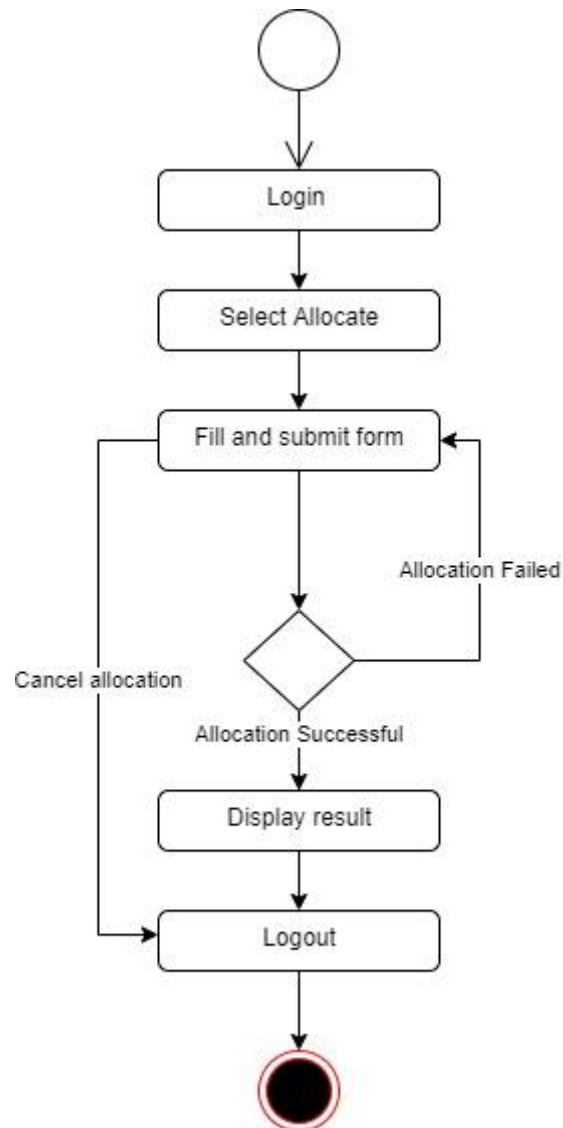 Login
Select Allocate
Fill and submit form
Allocation Failed
Cancel allocation
Allocation Successful
Display result
Logout